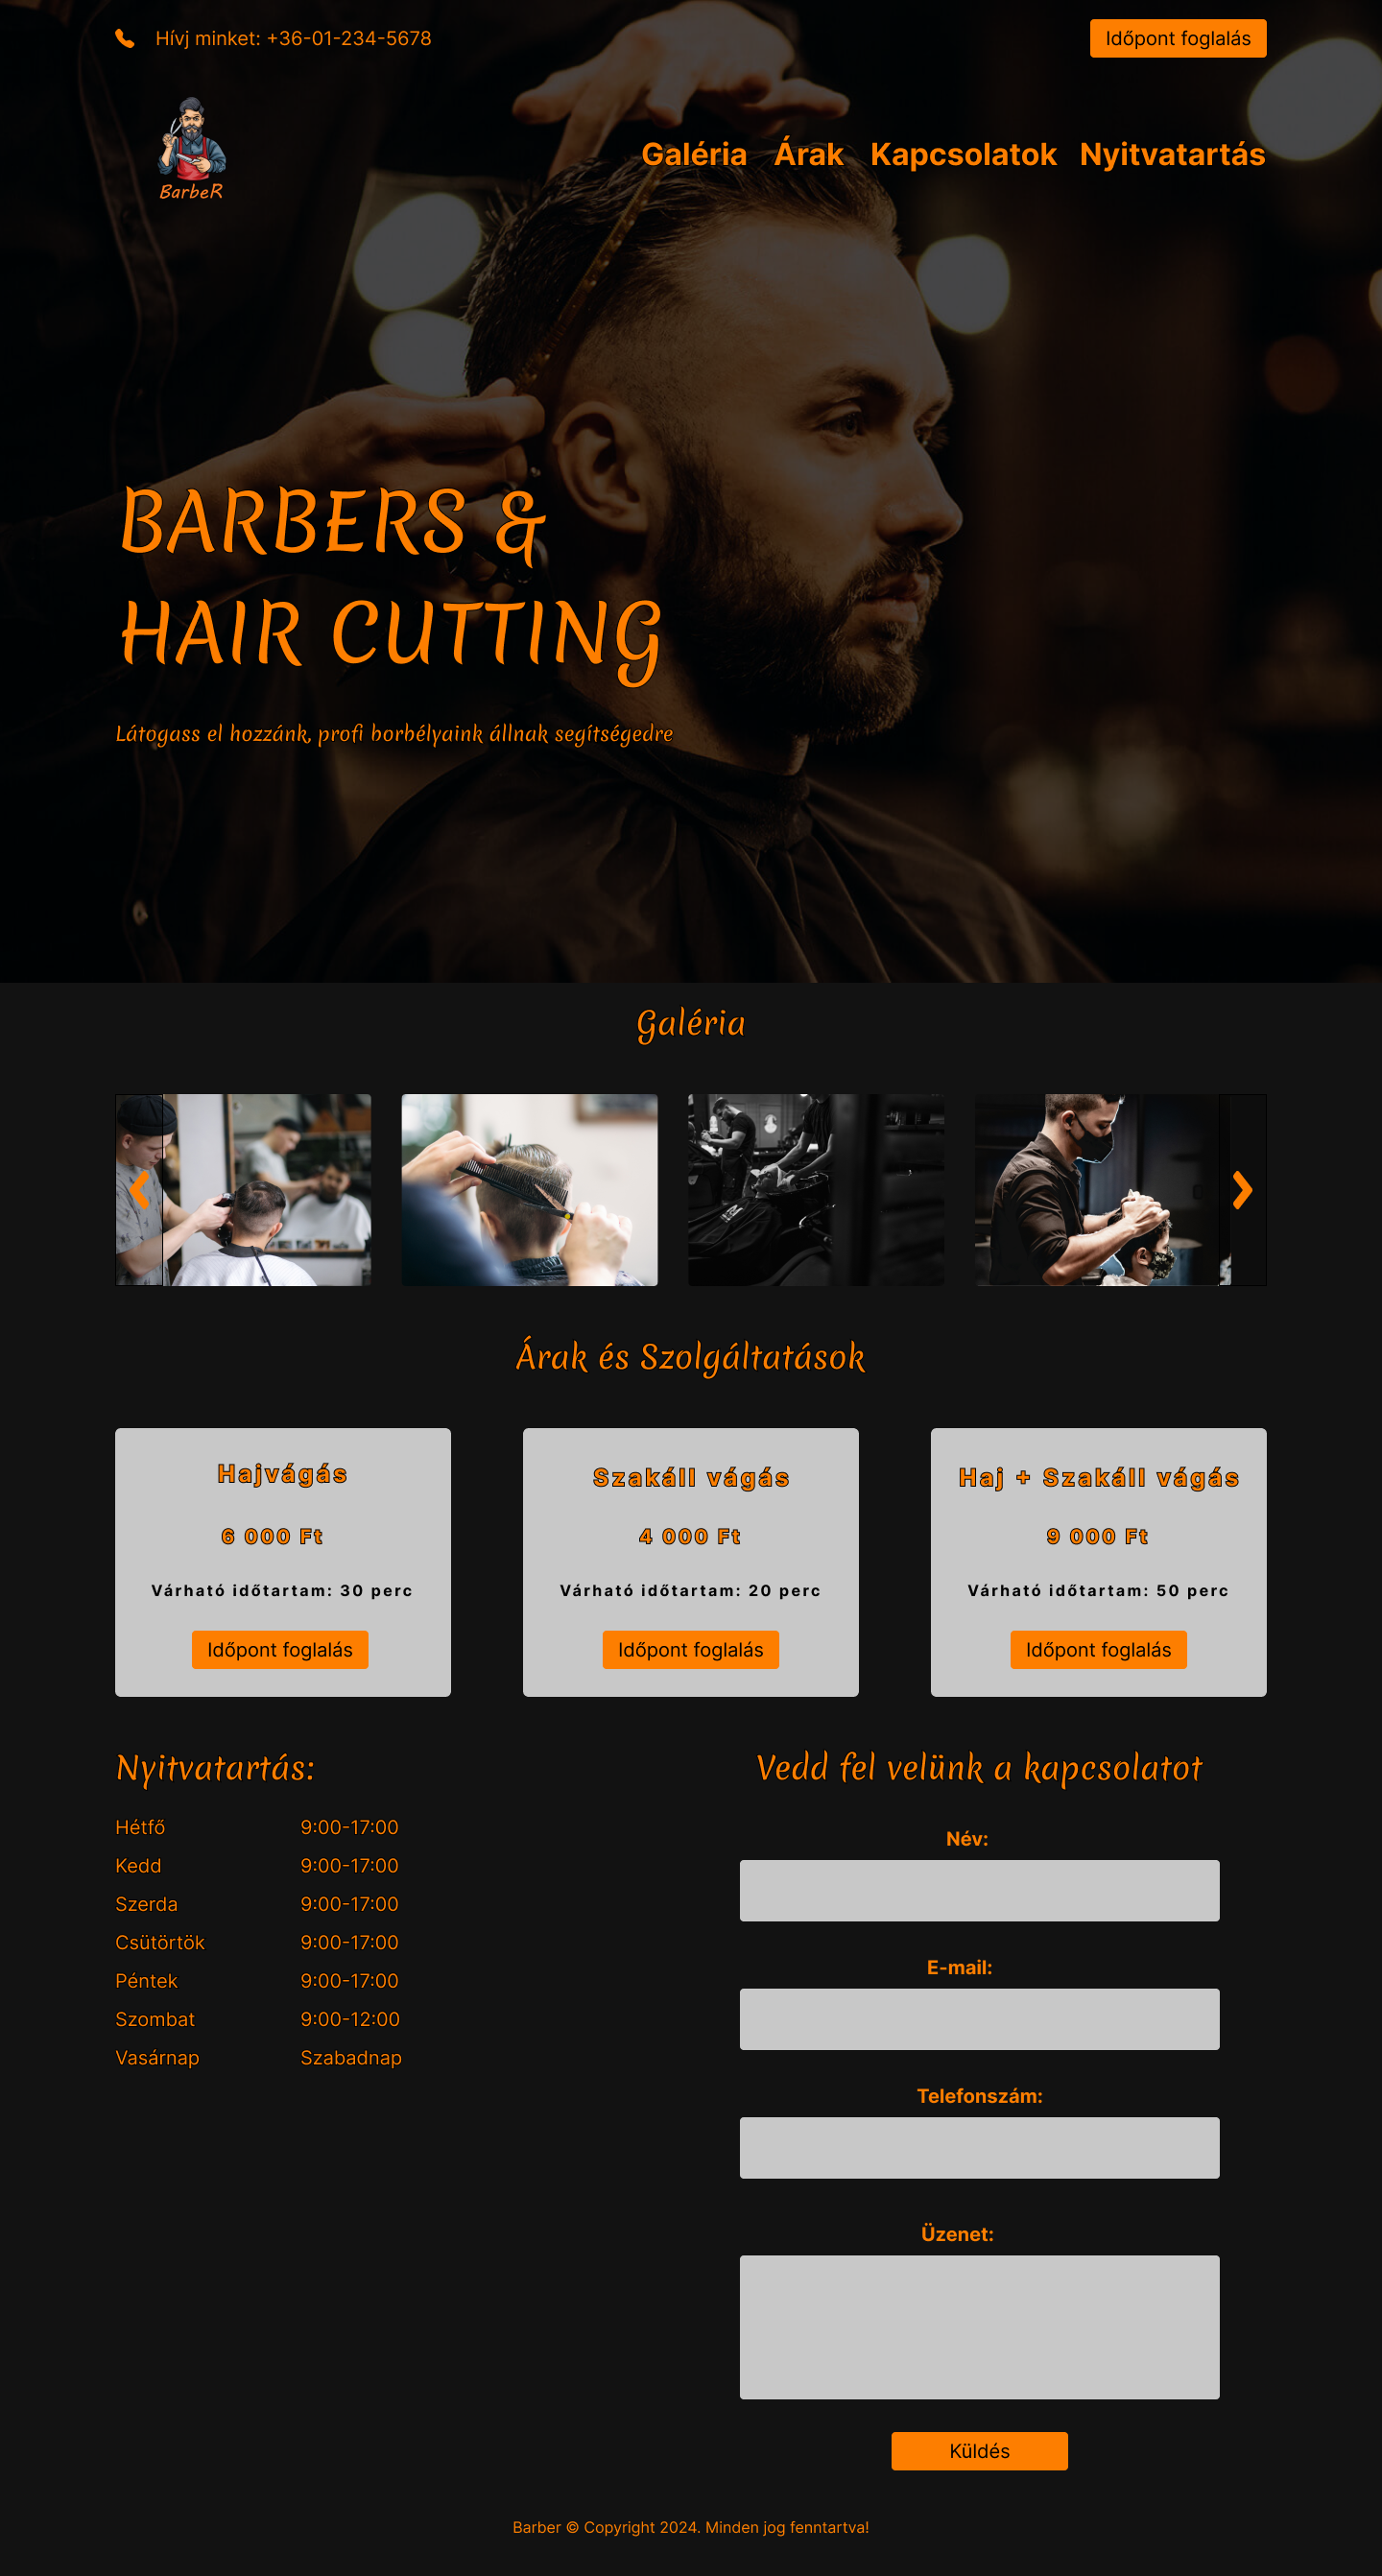 Hívj minket: +36-01-234-5678
Időpont foglalás
BarbeR
Galéria Árak Kapcsolatok Nyitvatartás
BARBERS &
HAIR CUTTING
Látogass el hozzánk, profi borbélyaink állnak segítségedre
Galéria
Árak és Szolgáltatások
Hajvágás
6 000 Ft
Várható időtartam: 30 perc
Időpont foglalás
Szakáll vágás
4 000 Ft
Várható időtartam: 20 perc
Időpont foglalás
Haj + Szakáll vágás
9 000 Ft
Várható időtartam: 50 perc
Időpont foglalás
Nyitvatartás:
Hétfő 9:00-17:00
Kedd 9:00-17:00
Szerda 9:00-17:00
Csütörtök 9:00-17:00
Péntek 9:00-17:00
Szombat 9:00-12:00
Vasárnap Szabadnap
Vedd fel velünk a kapcsolatot
Név:
E-mail:
Telefonszám:
Üzenet:
Küldés
Barber © Copyright 2024. Minden jog fenntartva!